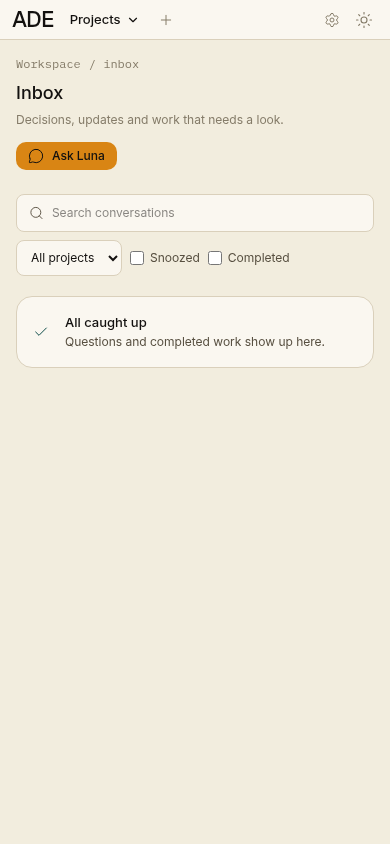 ADE Projects
Workspace / inbox
Inbox
Decisions, updates and work that needs a look.
Ask Luna
Search conversations
All projects Snoozed Completed
All caught up
Questions and completed work show up here.